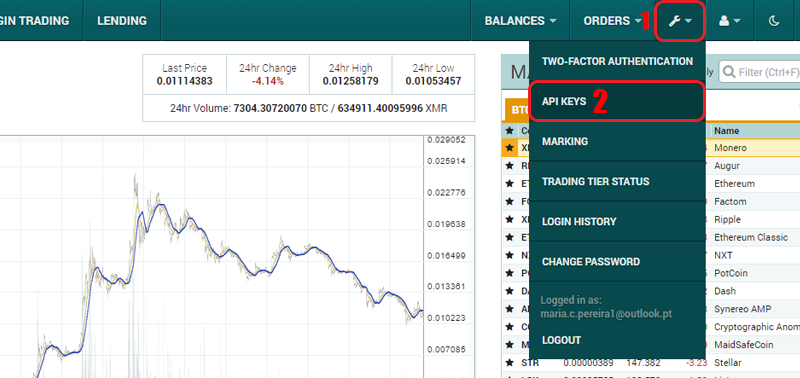 GIN TRADING
LENDING
BALANCES
ORDERS
1
Last Price
0.01114383
24hr Change
-4.14%
24hr High
0.01258179
24hr Low
0.01053457
24hr Volume: 7304.30720070 BTC / 634911.40095996 XMR
0.029052
0.025914
0.022776
0.019638
0.016499
0.013361
0.010223
0.007085
TWO-FACTOR AUTHENTICATION
API KEYS
2
MARKING
TRADING TIER STATUS
LOGIN HISTORY
CHANGE PASSWORD
Logged in as:
maria.c.pereira1@outlook.pt
LOGOUT
Filter (Ctrl+F)
Name
Monero
Augur
Ethereum
Factom
Ripple
Ethereum Classic
NXT
PotCoin
Dash
Synereo AMP
Cryptographic Anom
MaidSafeCoin
STR 0.00000389 147.382 -3.23 Stellar